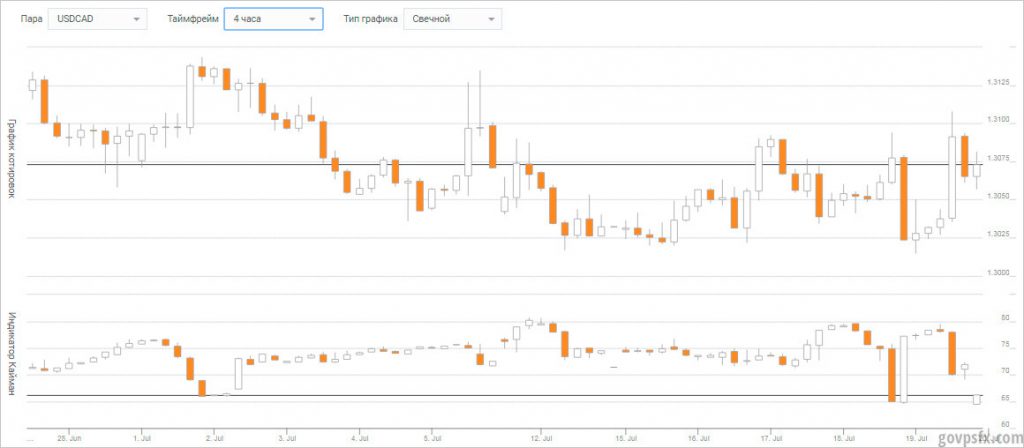 Пара USDCAD Таймфрейм 4 часа Тип графика Свечной
График котировок
1.3125
1.3100
1.3075
1.3050
1.3025
1.3000
Индикатор Кайман
80
75
70
65
60
... 28. Jun 1. Jul 2. Jul 3. Jul 4. Jul 5. Jul 12. Jul 15. Jul 16. Jul 17. Jul 18. Jul 19. Jul
govpsfx.com